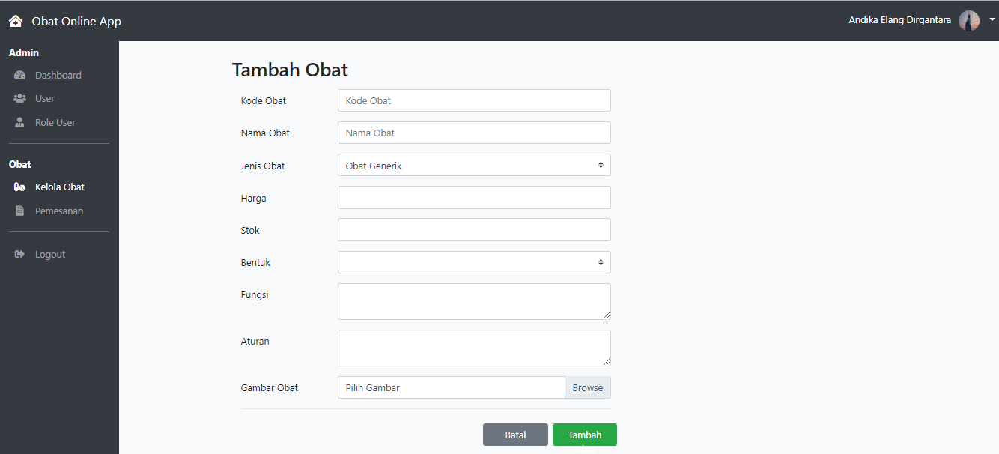 Obat Online App
Andika Elang Dirgantara
Admin
Dashboard
User
Role User
Obat
Kelola Obat
Pemesanan
Logout
Tambah Obat
Kode Obat
Kode Obat
Nama Obat
Nama Obat
Jenis Obat
Obat Generik
Harga
Stok
Bentuk
Fungsi
Aturan
Gambar Obat
Pilih Gambar
Browse
Batal
Tambah